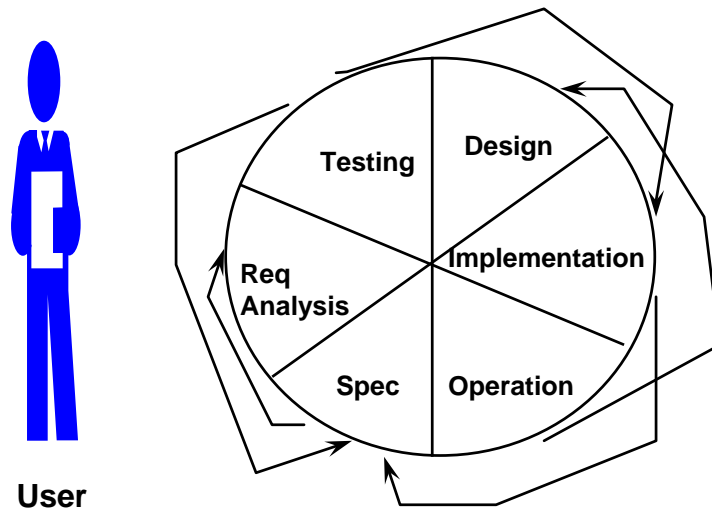 Testing
Design
Req
Analysis
Implementation
Spec
Operation
User